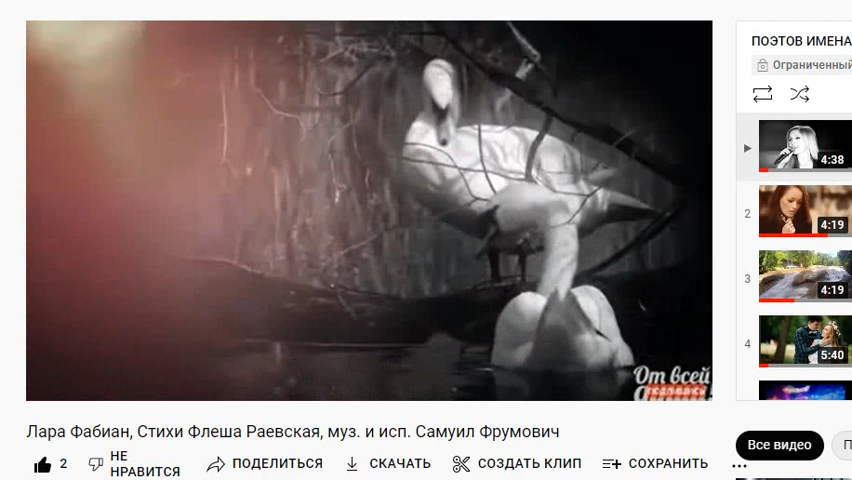 ПОЭТОВ ИМЕНА
Ограниченный
4:38
2
4:19
3
4:19
4
5:40
От всей
подпишись
Лара Фабиан, Стихи Флеша Раевская, муз. и исп. Самуил Фрумович
2
НЕ НРАВИТСЯ
ПОДЕЛИТЬСЯ
СКАЧАТЬ
СОЗДАТЬ КЛИП
СОХРАНИТЬ
Все видео
П